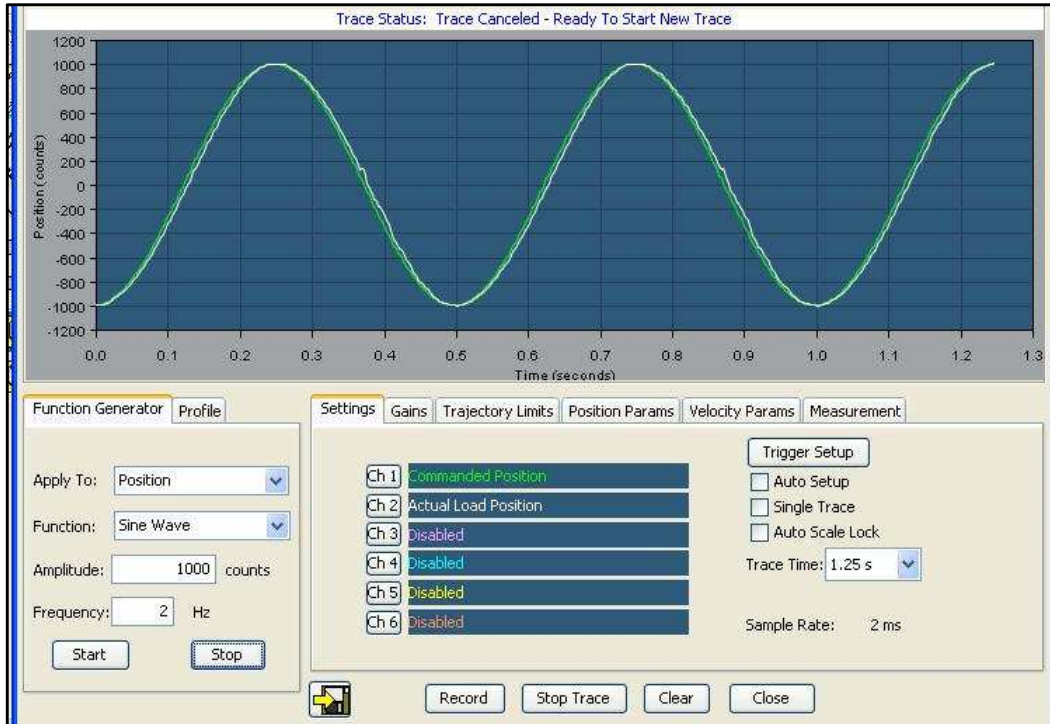 Trace Status: Trace Canceled - Ready To Start New Trace
1200
1000
800
600
400
200
0
-200
-400
-600
-800
-1000
-1200
Position (counts)
0.0 0.1 0.2 0.3 0.4 0.5 0.6 0.7 0.8 0.9 1.0 1.1 1.2 1.3
Time (seconds)
Function Generator Profile
Apply To: Position
Function: Sine Wave
Amplitude: 1000 counts
Frequency: 2 Hz
Start Stop
Settings Gains Trajectory Limits Position Params Velocity Params Measurement
Ch 1 Commanded Position
Ch 2 Actual Load Position
Ch 3 Disabled
Ch 4 Disabled
Ch 5 Disabled
Ch 6 Disabled
Trigger Setup
Auto Setup
Single Trace
Auto Scale Lock
Trace Time: 1.25 s
Sample Rate: 2 ms
Record Stop Trace Clear Close